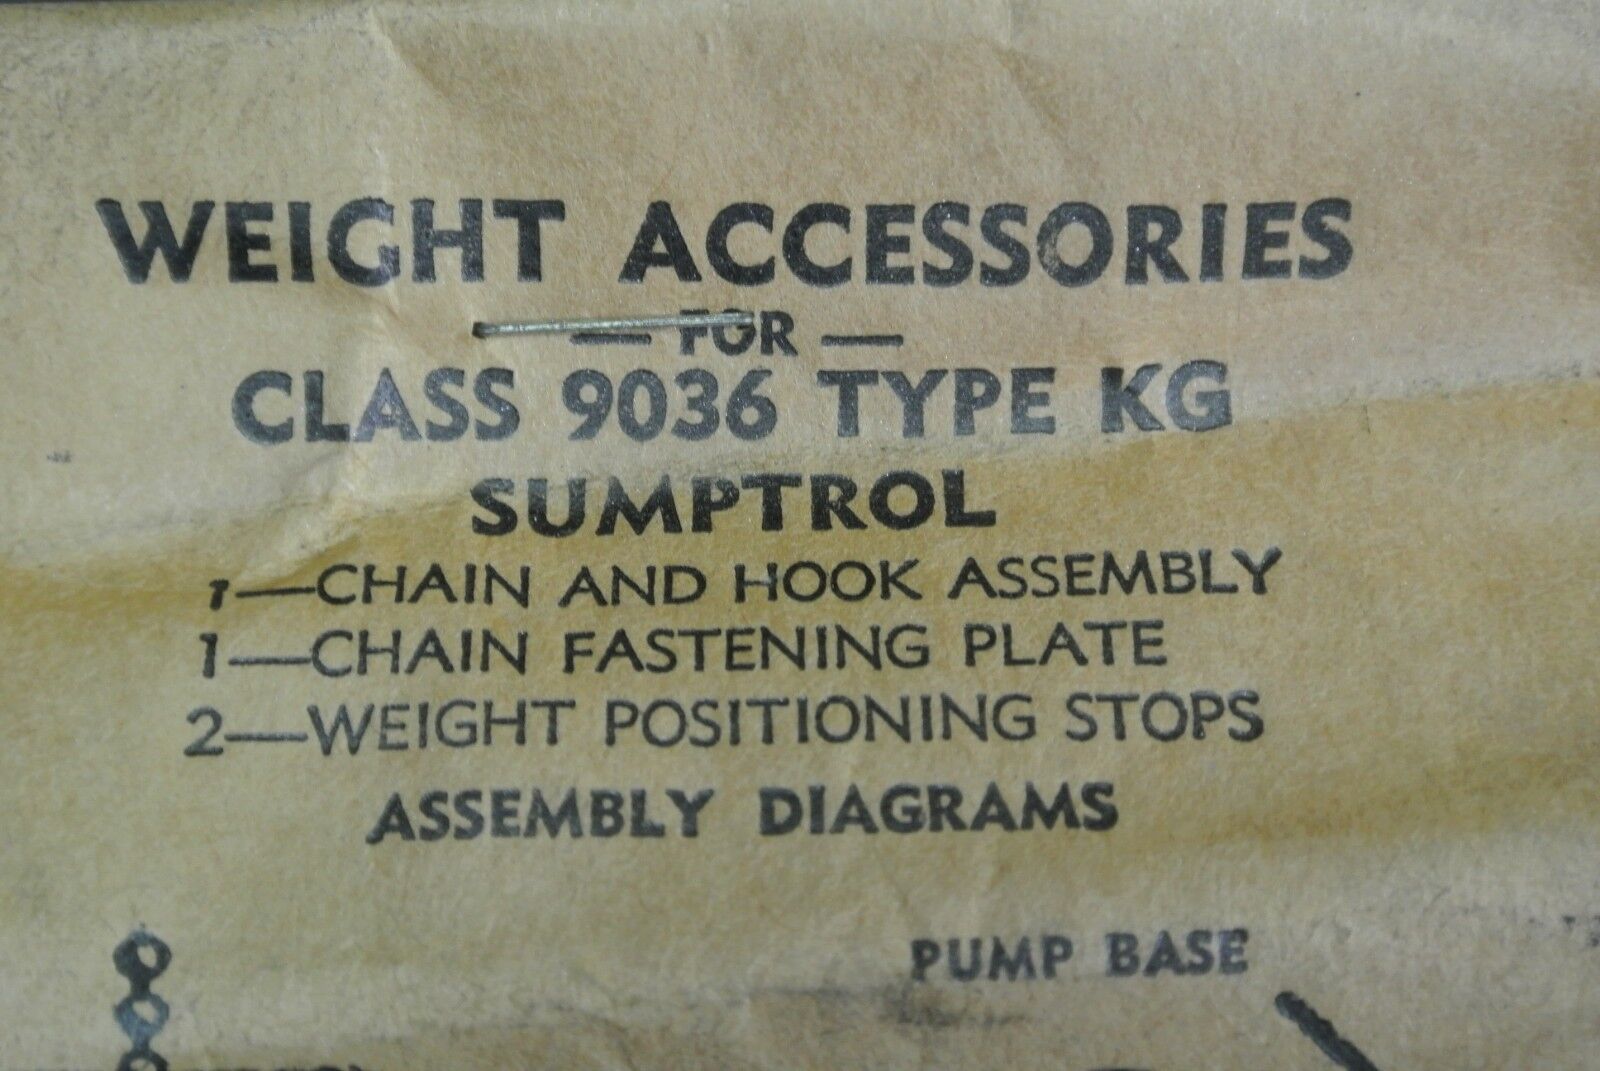 WEIGHT ACCESSORIES
— FOR —
CLASS 9036 TYPE KG
SUMPTROL
1—CHAIN AND HOOK ASSEMBLY
1—CHAIN FASTENING PLATE
2—WEIGHT POSITIONING STOPS
ASSEMBLY DIAGRAMS
PUMP BASE